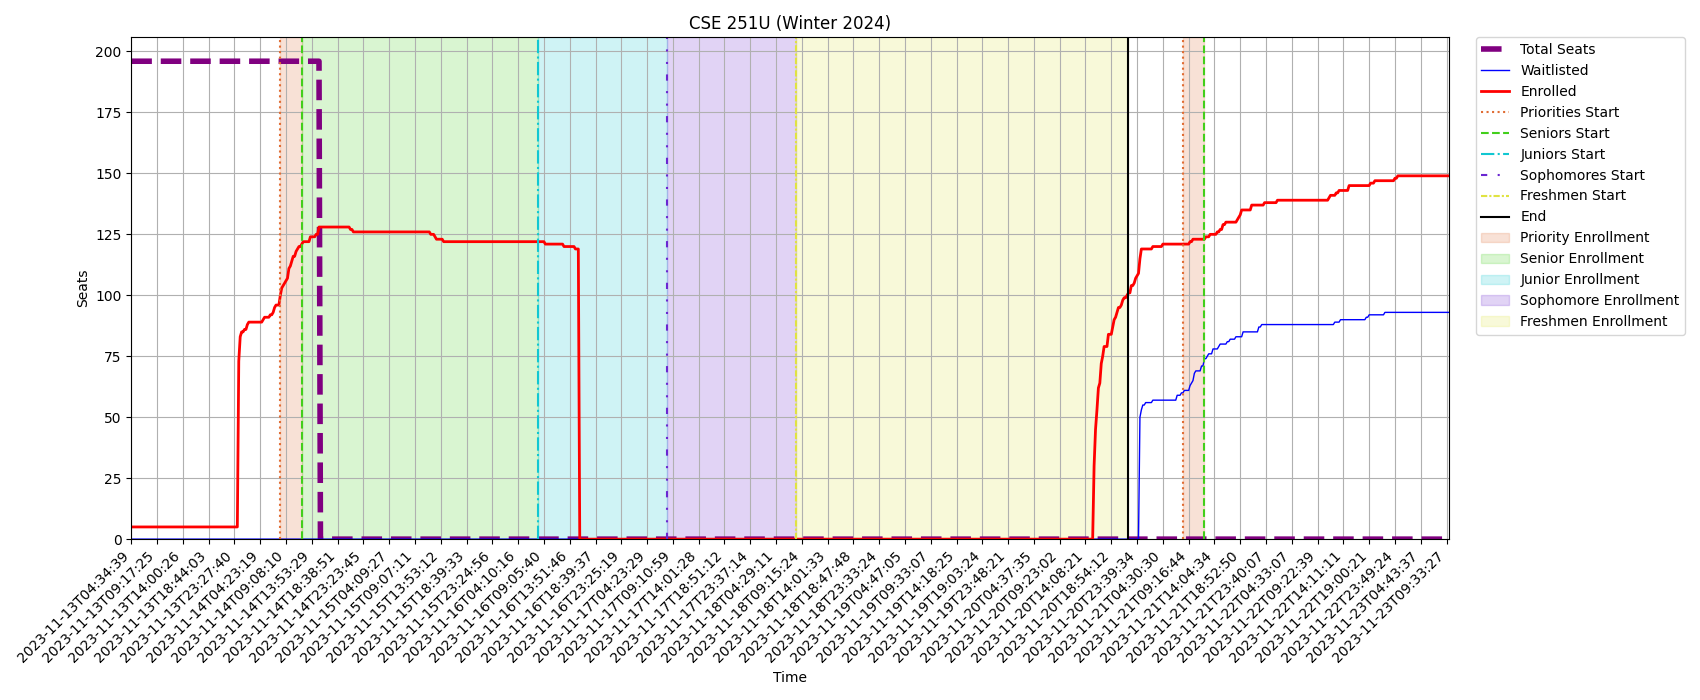 CSE 251U (Winter 2024)
200
175
150
125
100
75
50
25
0
Seats
2023-11-13T04:34:39
2023-11-13T09:17:25
2023-11-13T14:00:26
2023-11-13T18:44:03
2023-11-13T23:27:40
2023-11-14T04:23:19
2023-11-14T09:08:10
2023-11-14T13:53:29
2023-11-14T18:38:51
2023-11-14T23:23:45
2023-11-15T04:09:27
2023-11-15T09:07:11
2023-11-15T13:53:12
2023-11-15T18:39:33
2023-11-15T23:24:56
2023-11-16T04:10:16
2023-11-16T09:05:40
2023-11-16T13:51:46
2023-11-16T18:39:37
2023-11-16T23:25:19
2023-11-17T04:23:29
2023-11-17T09:10:59
2023-11-17T14:01:28
2023-11-17T18:51:12
2023-11-17T23:37:14
2023-11-18T04:29:11
2023-11-18T09:15:24
2023-11-18T14:01:33
2023-11-18T18:47:48
2023-11-18T23:33:24
2023-11-19T04:47:05
2023-11-19T09:33:07
2023-11-19T14:18:25
2023-11-19T19:03:24
2023-11-19T23:48:21
2023-11-20T04:37:35
2023-11-20T09:23:02
2023-11-20T14:08:21
2023-11-20T18:54:12
2023-11-20T23:39:34
2023-11-21T04:30:30
2023-11-21T09:16:44
2023-11-21T14:04:34
2023-11-21T18:52:50
2023-11-21T23:40:07
2023-11-22T04:33:07
2023-11-22T09:22:39
2023-11-22T14:11:11
2023-11-22T19:00:21
2023-11-22T23:49:24
2023-11-23T04:43:37
2023-11-23T09:33:27
Time
Total Seats
Waitlisted
Enrolled
Priorities Start
Seniors Start
Juniors Start
Sophomores Start
Freshmen Start
End
Priority Enrollment
Senior Enrollment
Junior Enrollment
Sophomore Enrollment
Freshmen Enrollment